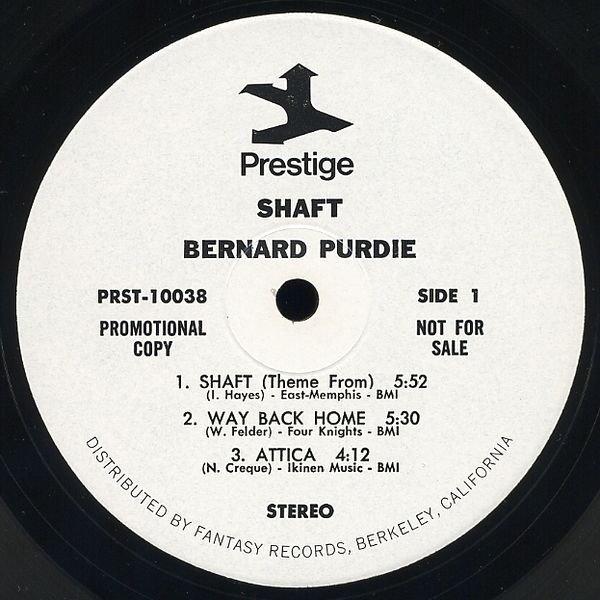 Prestige
SHAFT
BERNARD PURDIE
PRST-10038
SIDE 1
PROMOTIONAL
COPY
NOT FOR
SALE
1. SHAFT (Theme From) 5:52
(I. Hayes) - East-Memphis - BMI
2. WAY BACK HOME 5:30
(W. Felder) - Four Knights - BMI
3. ATTICA 4:12
(N. Creque) - Ikinen Music - BMI
STEREO
DISTRIBUTED BY FANTASY RECORDS, BERKELEY, CALIFORNIA